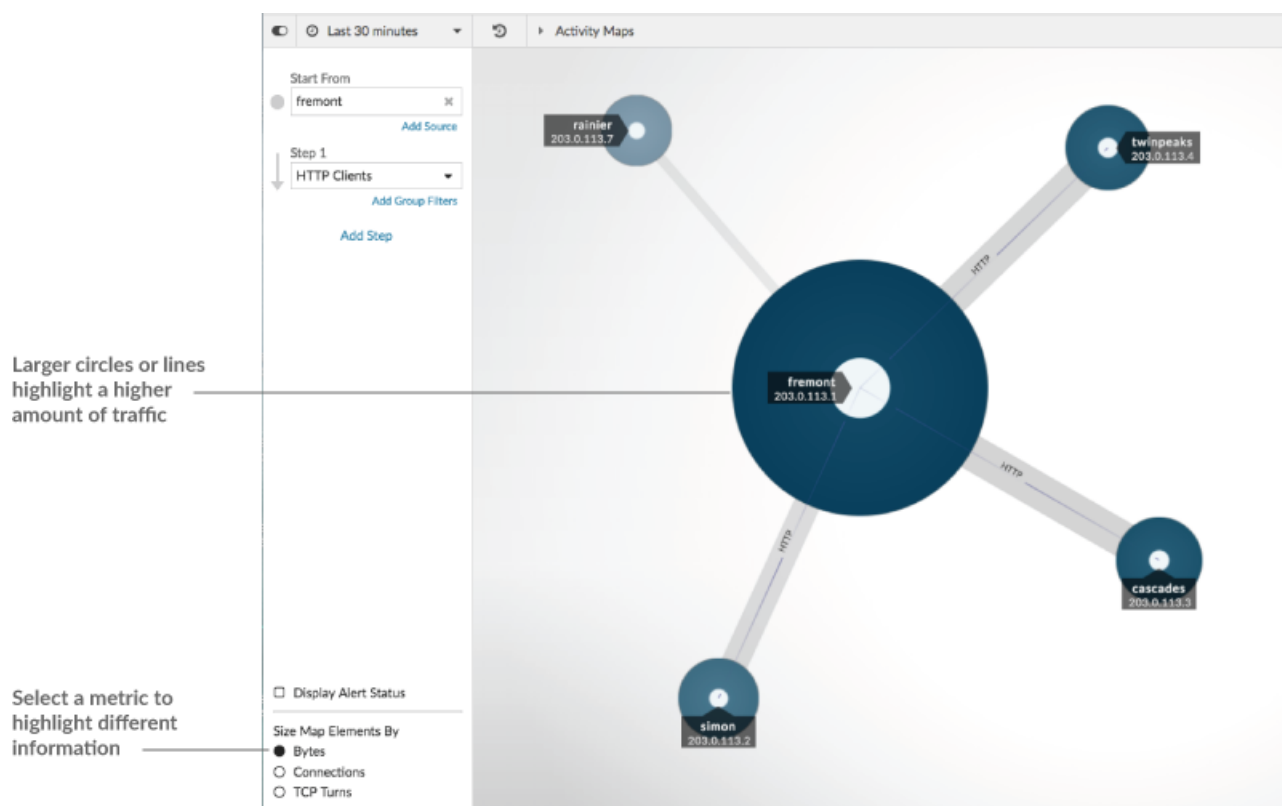 Last 30 minutes
Activity Maps
Start From
fremont
Add Source
Step 1
HTTP Clients
Add Group Filters
Add Step
Larger circles or lines
highlight a higher
amount of traffic
rainier
203.0.113.7
twinpeaks
203.0.113.4
HTTP
fremont
203.0.113.1
HTTP
cascades
203.0.113.3
HTTP
simon
203.0.113.2
Select a metric to
highlight different
information
Display Alert Status
Size Map Elements By
Bytes
Connections
TCP Turns